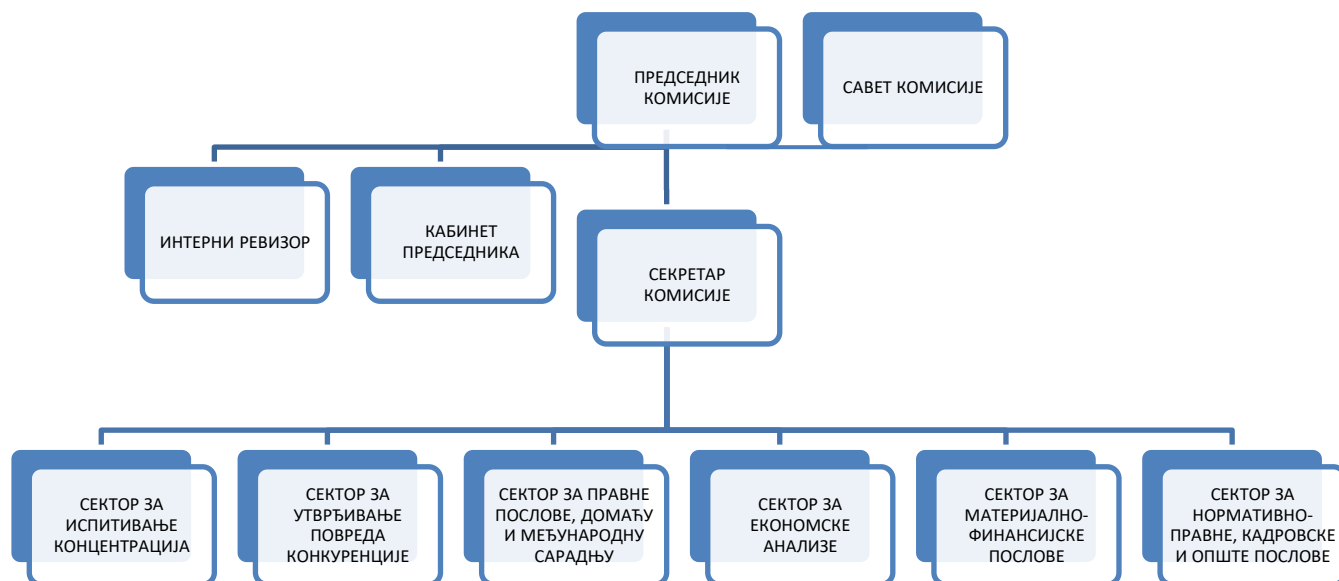 ПРЕДСЕДНИК
КОМИСИЈЕ
САВЕТ КОМИСИЈЕ
ИНТЕРНИ РЕВИЗОР
КАБИНЕТ
ПРЕДСЕДНИКА
СЕКРЕТАР
КОМИСИЈЕ
СЕКТОР ЗА
ИСПИТИВАЊЕ
КОНЦЕНТРАЦИЈА
СЕКТОР ЗА
УТВРЂИВАЊЕ
ПОВРЕДА
КОНКУРЕНЦИЈЕ
СЕКТОР ЗА ПРАВНЕ
ПОСЛОВЕ, ДОМАЋУ
И МЕЂУНАРОДНУ
САРАДЊУ
СЕКТОР ЗА
ЕКОНОМСКЕ
АНАЛИЗЕ
СЕКТОР ЗА
МАТЕРИЈАЛНО-
ФИНАНСИЈСКЕ
ПОСЛОВЕ
СЕКТОР ЗА
НОРМАТИВНО-
ПРАВНЕ, КАДРОВСКЕ
И ОПШТЕ ПОСЛОВЕ